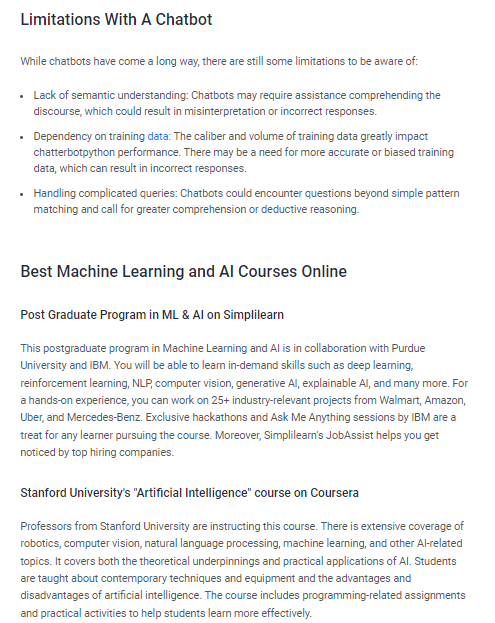 Limitations With A Chatbot
While chatbots have come a long way, there are still some limitations to be aware of:
• Lack of semantic understanding: Chatbots may require assistance comprehending the
discourse, which could result in misinterpretation or incorrect responses.
• Dependency on training data: The caliber and volume of training data greatly impact
chatterbotpython performance. There may be a need for more accurate or biased training
data, which can result in incorrect responses.
• Handling complicated queries: Chatbots could encounter questions beyond simple pattern
matching and call for greater comprehension or deductive reasoning.
Best Machine Learning and AI Courses Online
Post Graduate Program in ML & AI on Simplilearn
This postgraduate program in Machine Learning and AI is in collaboration with Purdue
University and IBM. You will be able to learn in-demand skills such as deep learning,
reinforcement learning, NLP, computer vision, generative AI, explainable AI, and many more. For
a hands-on experience, you can work on 25+ industry-relevant projects from Walmart, Amazon,
Uber, and Mercedes-Benz. Exclusive hackathons and Ask Me Anything sessions by IBM are a
treat for any learner pursuing the course. Moreover, Simplilearn's JobAssist helps you get
noticed by top hiring companies.
Stanford University's "Artificial Intelligence" course on Coursera
Professors from Stanford University are instructing this course. There is extensive coverage of
robotics, computer vision, natural language processing, machine learning, and other AI-related
topics. It covers both the theoretical underpinnings and practical applications of AI. Students
are taught about contemporary techniques and equipment and the advantages and
disadvantages of artificial intelligence. The course includes programming-related assignments
and practical activities to help students learn more effectively.